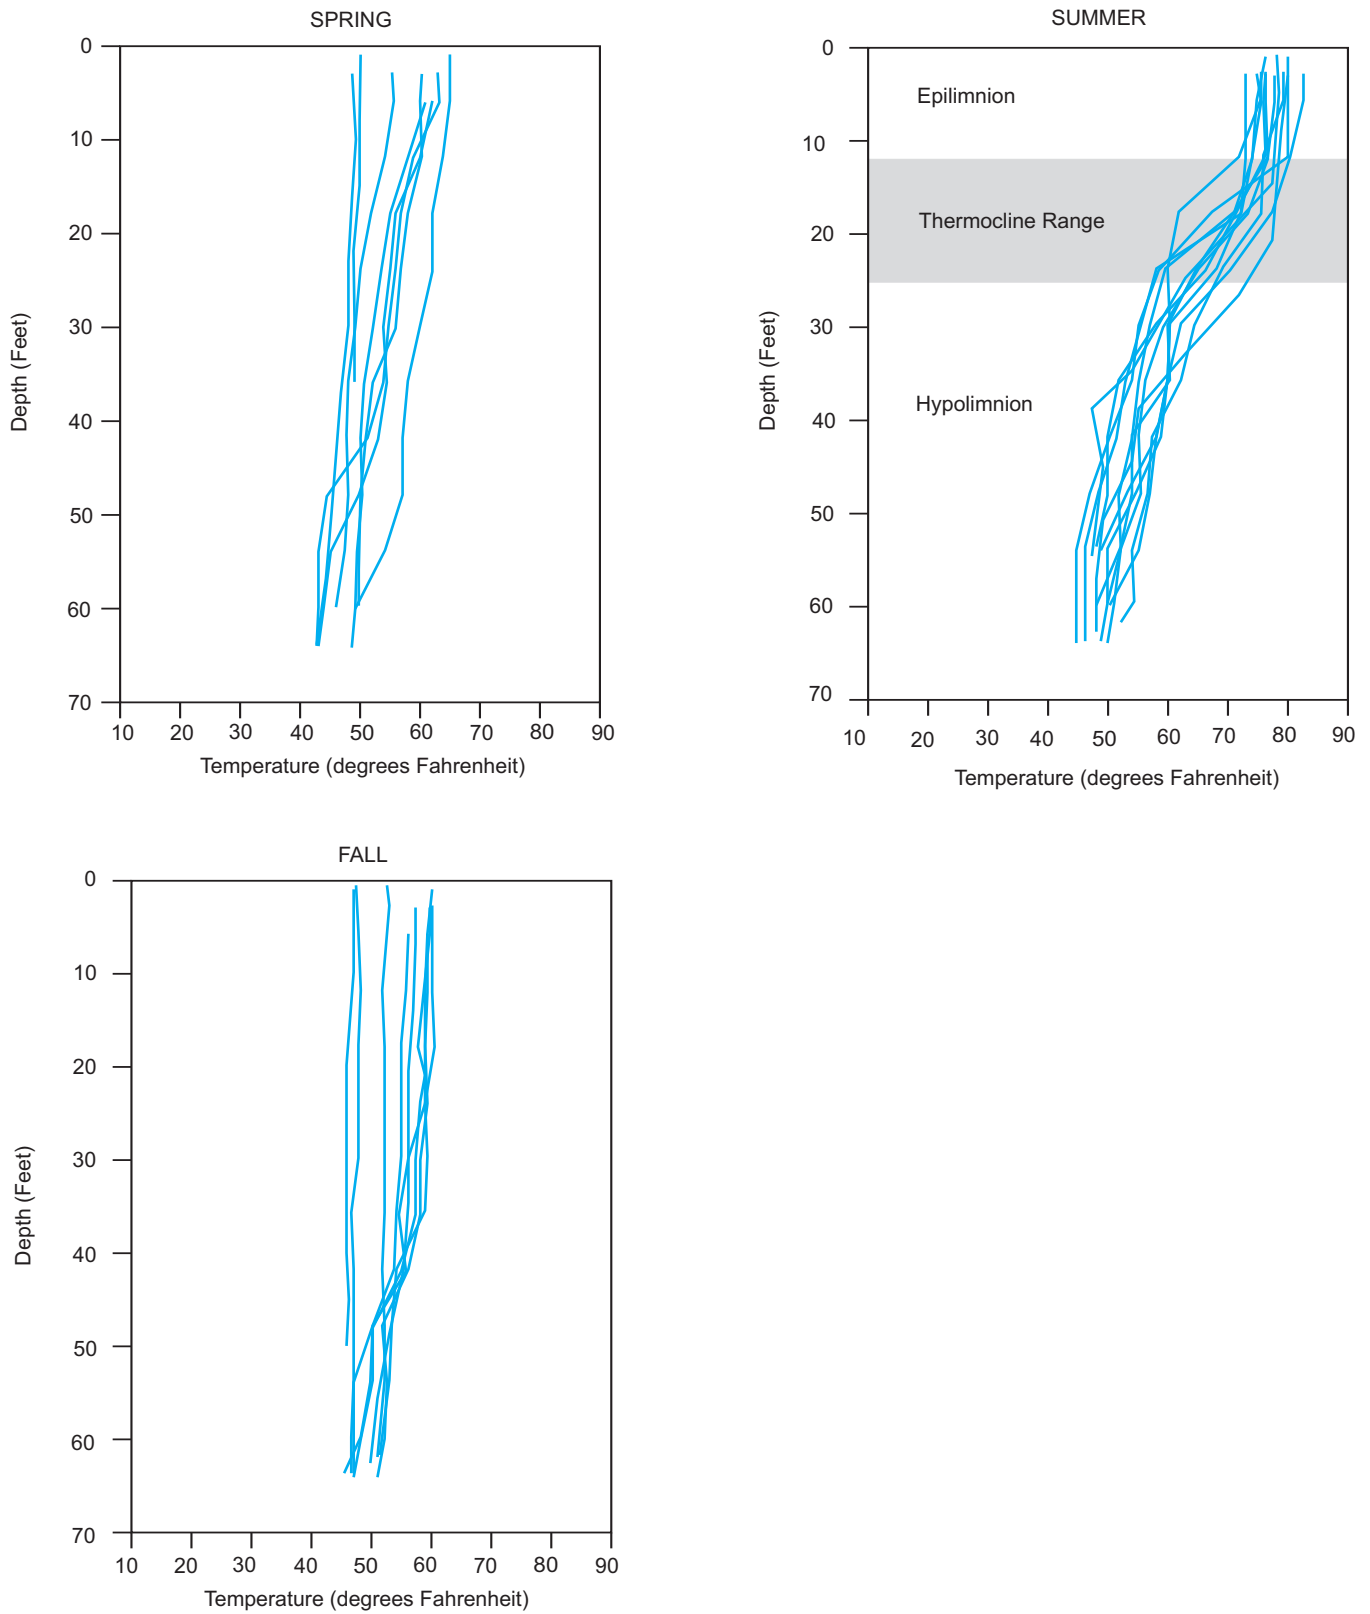 SPRING
0
10
20
30
40
50
60
70
10 20 30 40 50 60 70 80 90
Depth (Feet)
Temperature (degrees Fahrenheit)
SUMMER
0
10
20
30
40
50
60
70
10 20 30 40 50 60 70 80 90
Depth (Feet)
Temperature (degrees Fahrenheit)
Epilimnion
Thermocline Range
Hypolimnion
FALL
0
10
20
30
40
50
60
70
10 20 30 40 50 60 70 80 90
Depth (Feet)
Temperature (degrees Fahrenheit)